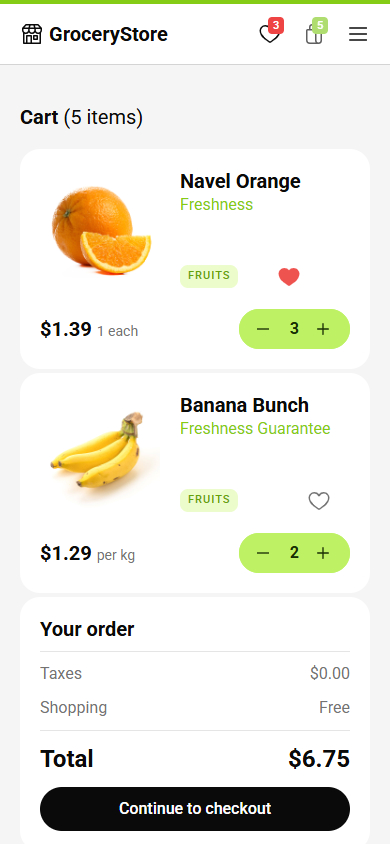 GroceryStore
3
5
Cart (5 items)
Navel Orange
Freshness
FRUITS
$1.39 1 each
3
Banana Bunch
Freshness Guarantee
FRUITS
$1.29 per kg
2
Your order
Taxes $0.00
Shopping Free
Total $6.75
Continue to checkout